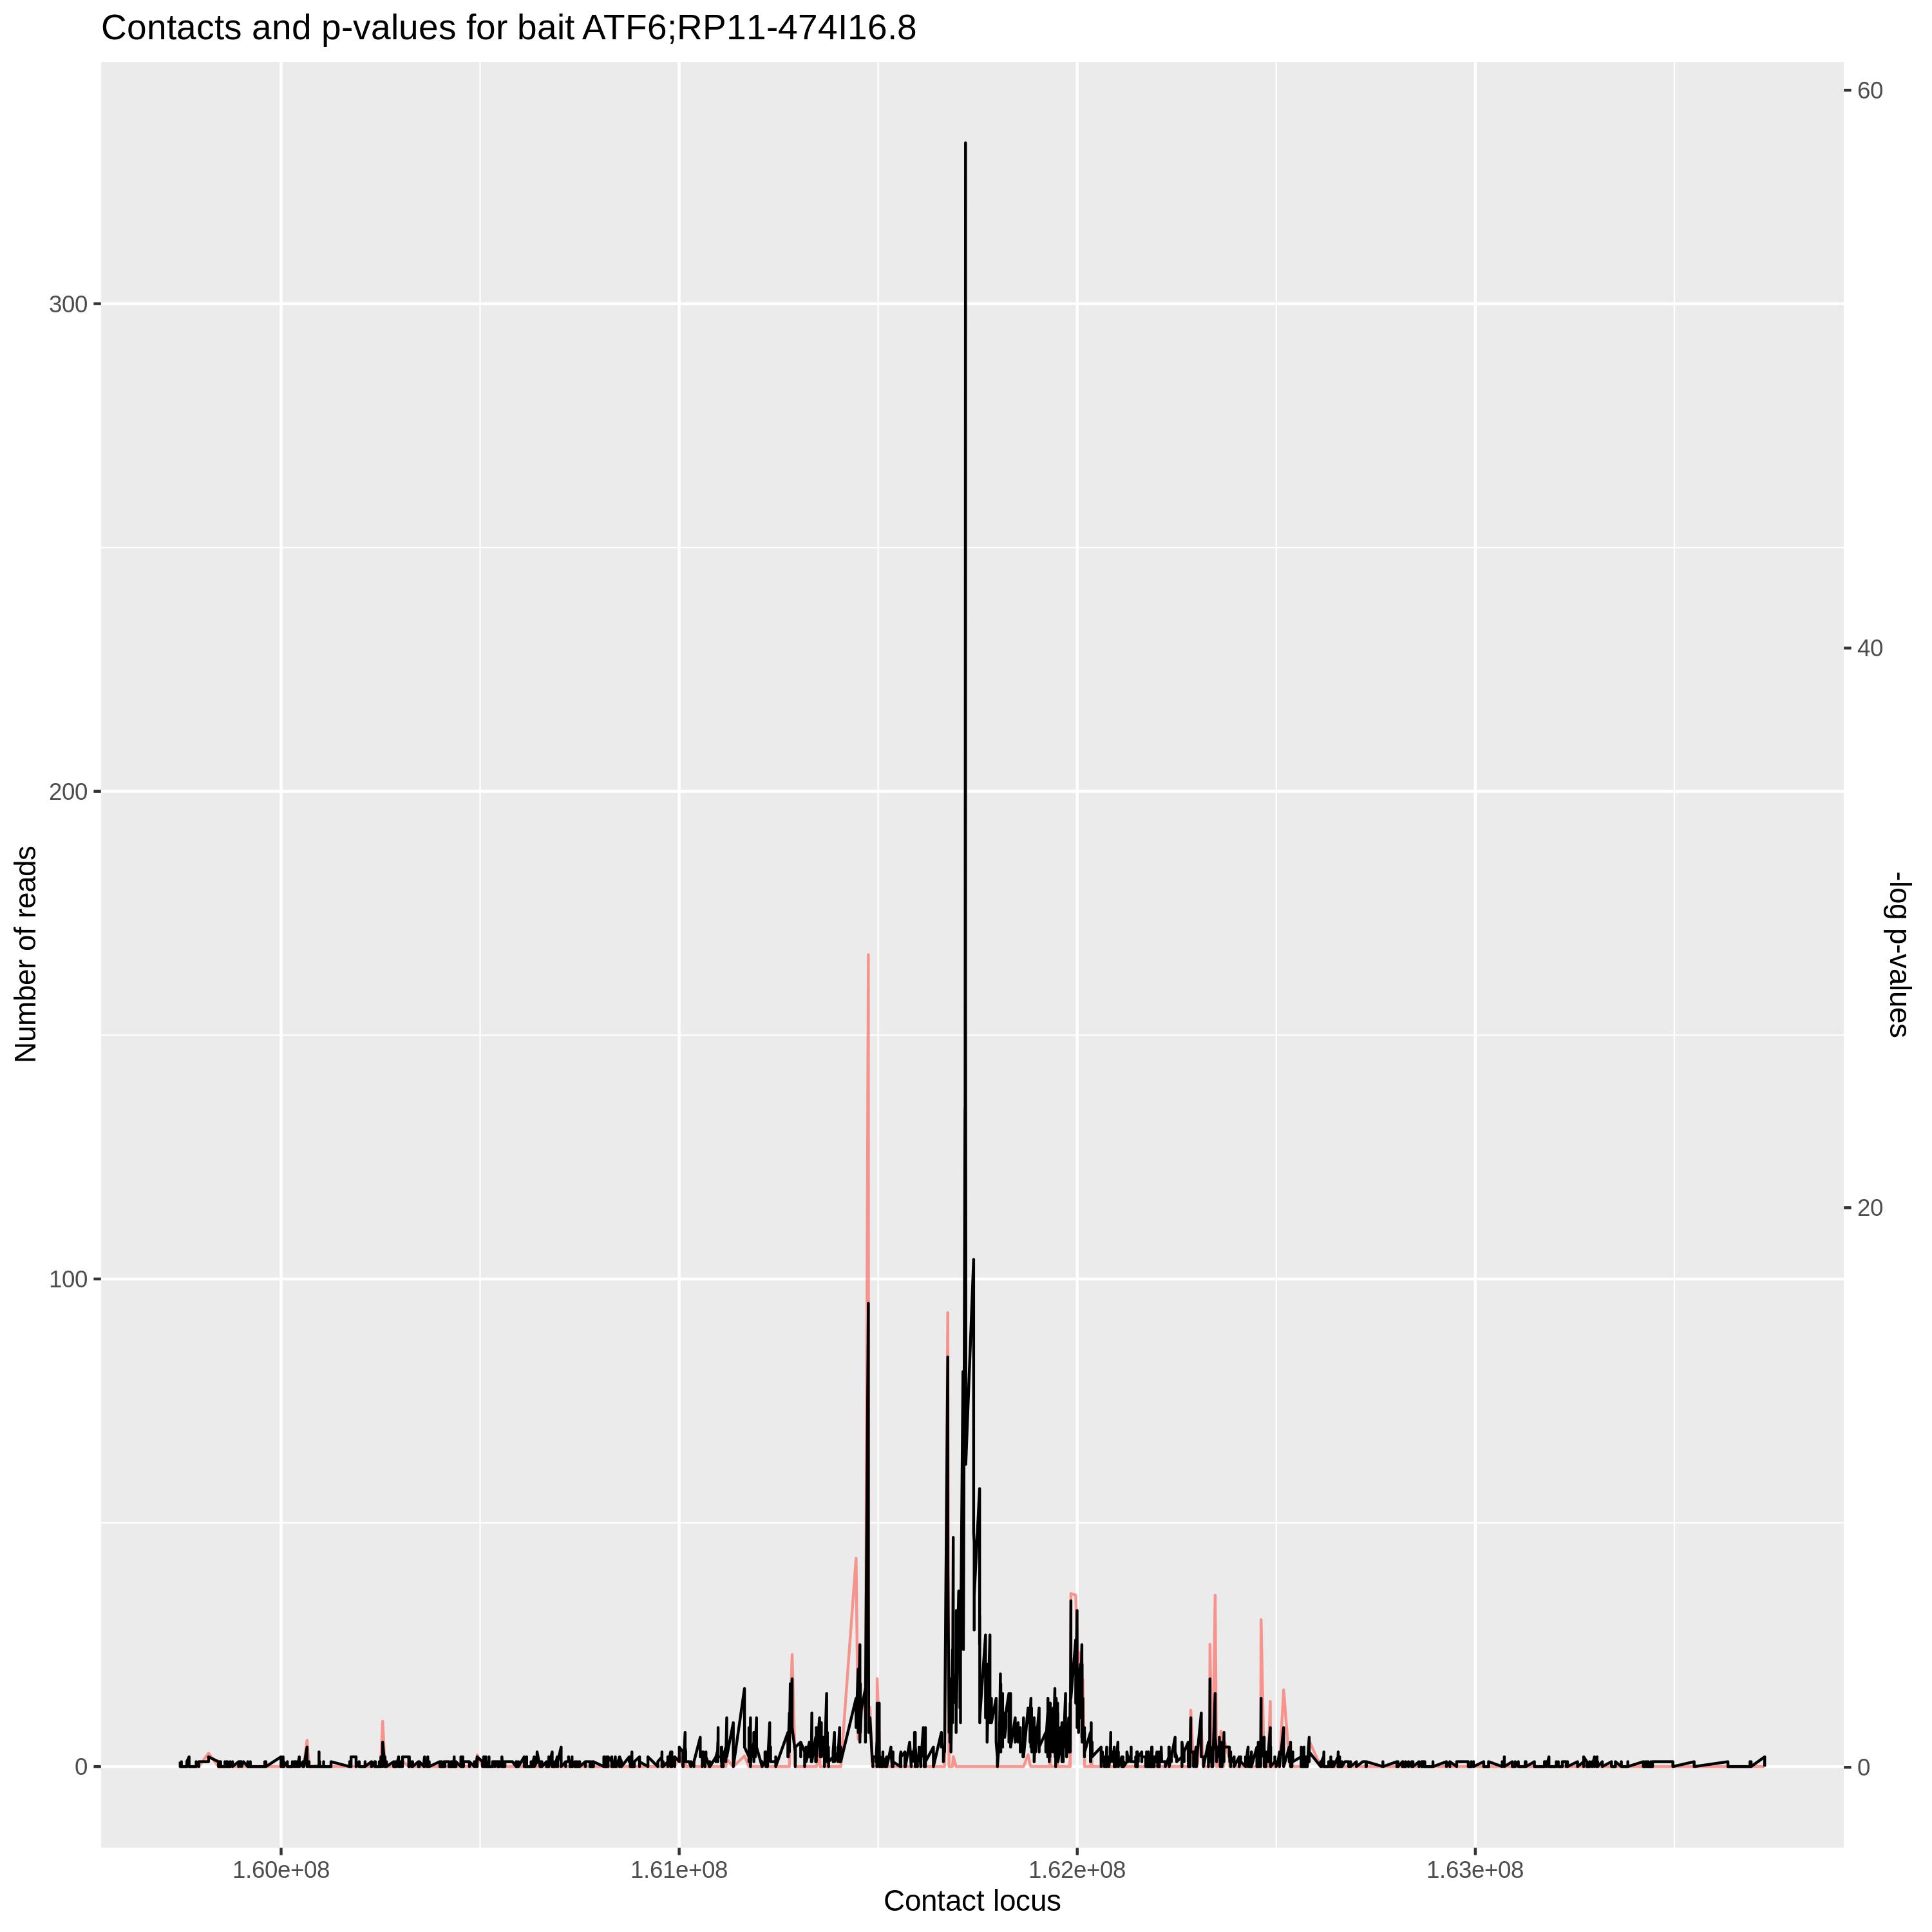 Contacts and p-values for bait ATF6;RP11-474I16.8
Number of reads
300
200
100
0
60
40
20
0
-log p-values
1.60e+08
1.61e+08
1.62e+08
1.63e+08
Contact locus